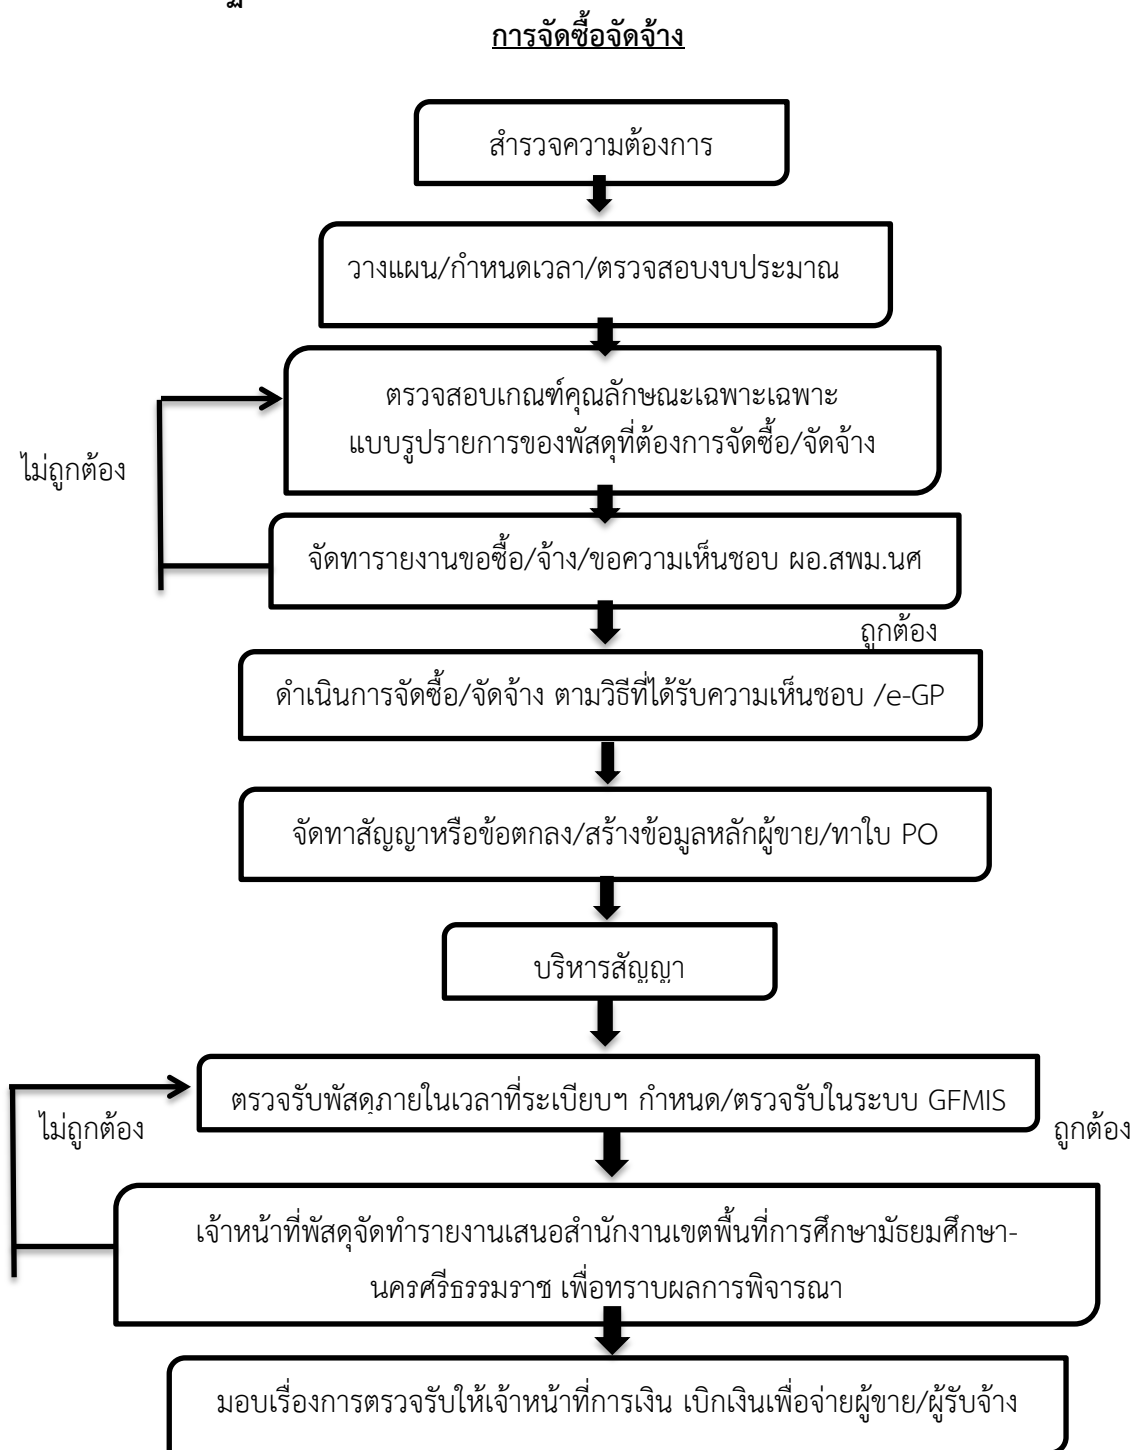 การจัดซื้อจัดจ้าง
สำรวจความต้องการ
วางแผน/กำหนดเวลา/ตรวจสอบงบประมาณ
ตรวจสอบเกณฑ์คุณลักษณะเฉพาะเฉพาะ
แบบรูปรายการของพัสดุที่ต้องการจัดซื้อ/จัดจ้าง
ไม่ถูกต้อง
จัดทารายงานขอซื้อ/จ้าง/ขอความเห็นชอบ ผอ.สพม.นศ
ถูกต้อง
ดำเนินการจัดซื้อ/จัดจ้าง ตามวิธีที่ได้รับความเห็นชอบ /e-GP
จัดทาสัญญาหรือข้อตกลง/สร้างข้อมูลหลักผู้ขาย/ทาใบ PO
บริหารสัญญา
ตรวจรับพัสดุภายในเวลาที่ระเบียบฯ กำหนด/ตรวจรับในระบบ GFMIS
ไม่ถูกต้อง
ถูกต้อง
เจ้าหน้าที่พัสดุจัดทำรายงานเสนอสำนักงานเขตพื้นที่การศึกษามัธยมศึกษา-
นครศรีธรรมราช เพื่อทราบผลการพิจารณา
มอบเรื่องการตรวจรับให้เจ้าหน้าที่การเงิน เบิกเงินเพื่อจ่ายผู้ขาย/ผู้รับจ้าง